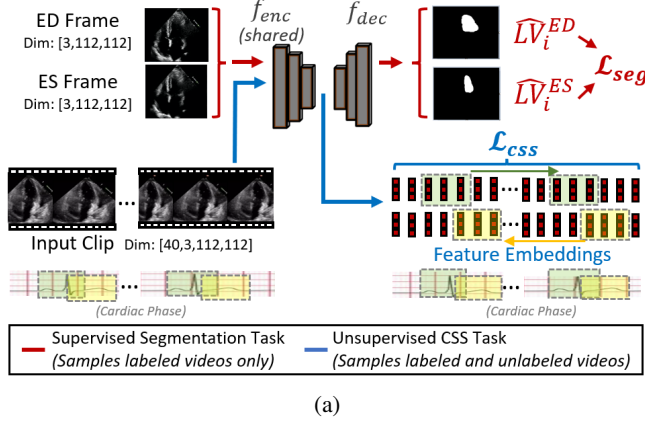 ED Frame
Dim: [3,112,112]
ES Frame
Dim: [3,112,112]
f_enc
(shared)
f_dec
\widehat{LV}_i^{ED}
\widehat{LV}_i^{ES}
ℒ_seg
ℒ_css
...
...
...
Input Clip Dim: [40,3,112,112]
Feature Embeddings
...
(Cardiac Phase)
...
(Cardiac Phase)
Supervised Segmentation Task
(Samples labeled videos only)
Unsupervised CSS Task
(Samples labeled and unlabeled videos)
(a)